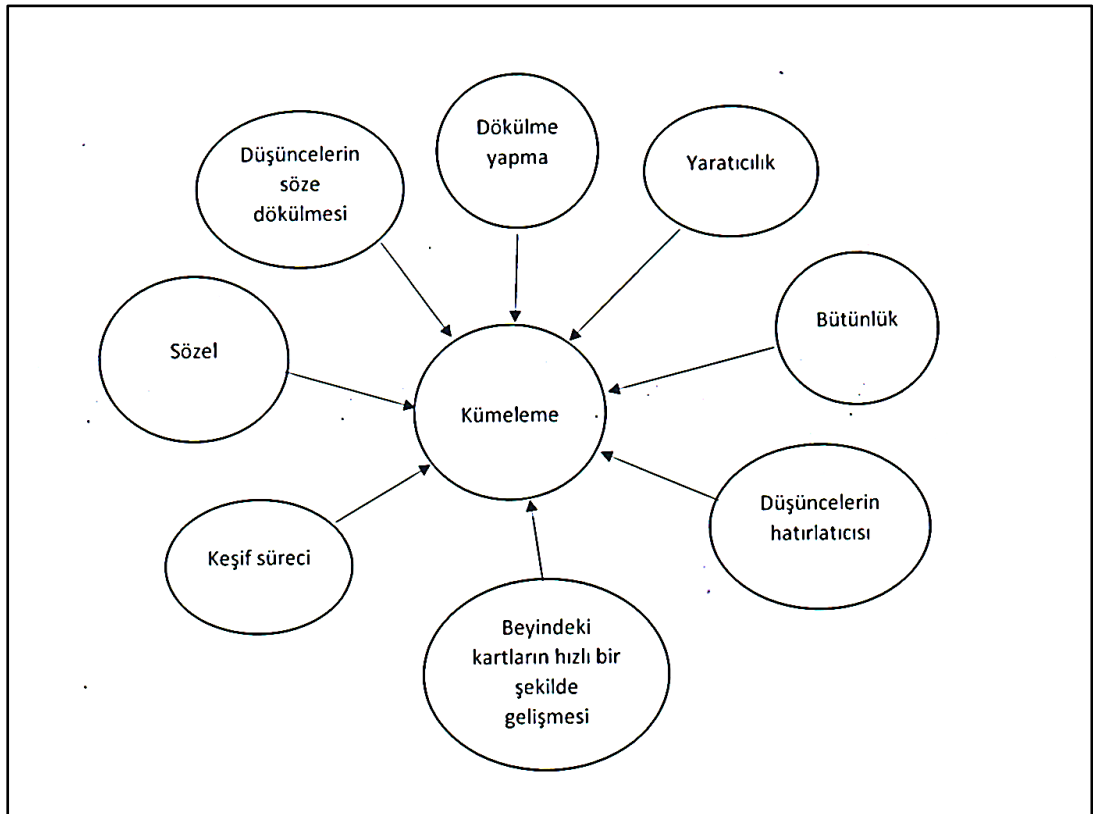 Dökülme
yapma
Yaratıcılık
Düşüncelerin
söze
dökülmesi
Bütünlük
Sözel
Kümeleme
Düşüncelerin
hatırlatıcısı
Keşif süreci
Beyindeki
kartların hızlı bir
şekilde
gelişmesi